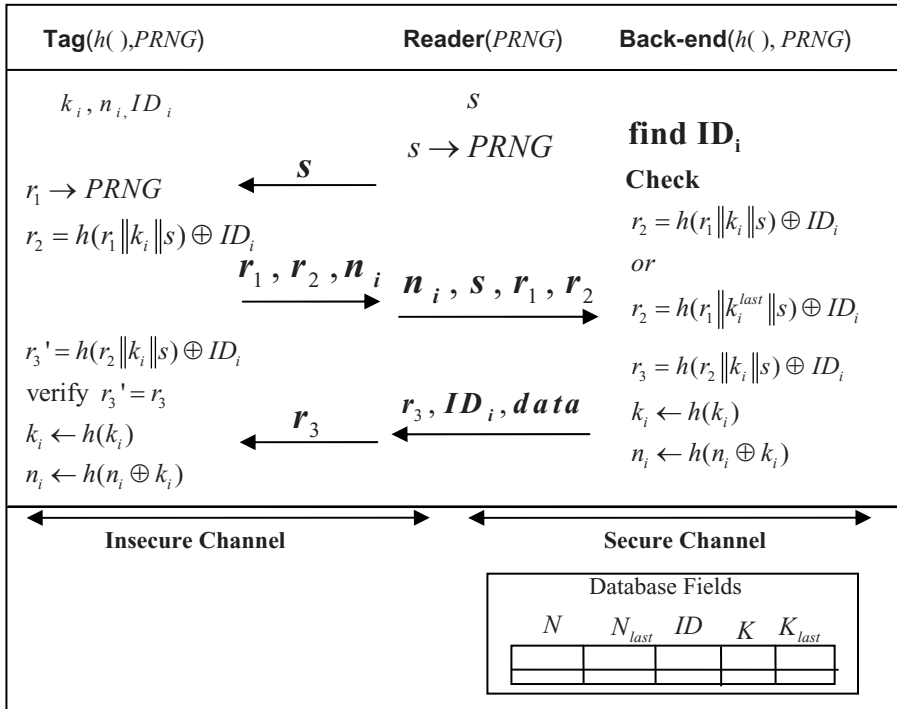 Tag(h( ),PRNG)
Reader(PRNG)
Back-end(h( ), PRNG)
k_i , n_i, ID_i
s
s → PRNG
s
r_1 → PRNG
r_2 = h(r_1 ‖ k_i ‖ s) ⊕ ID_i
r_1 , r_2 , n_i
n_i , s , r_1 , r_2
find ID_i
Check
r_2 = h(r_1 ‖ k_i ‖ s) ⊕ ID_i
or
r_2 = h(r_1 ‖ k_i^{last} ‖ s) ⊕ ID_i
r_3 = h(r_2 ‖ k_i ‖ s) ⊕ ID_i
k_i ← h(k_i)
n_i ← h(n_i ⊕ k_i)
r_3 , ID_i , data
r_3
r_3 ' = h(r_2 ‖ k_i ‖ s) ⊕ ID_i
verify r_3 ' = r_3
k_i ← h(k_i)
n_i ← h(n_i ⊕ k_i)
Insecure Channel
Secure Channel
Database Fields
N N_last ID K K_last